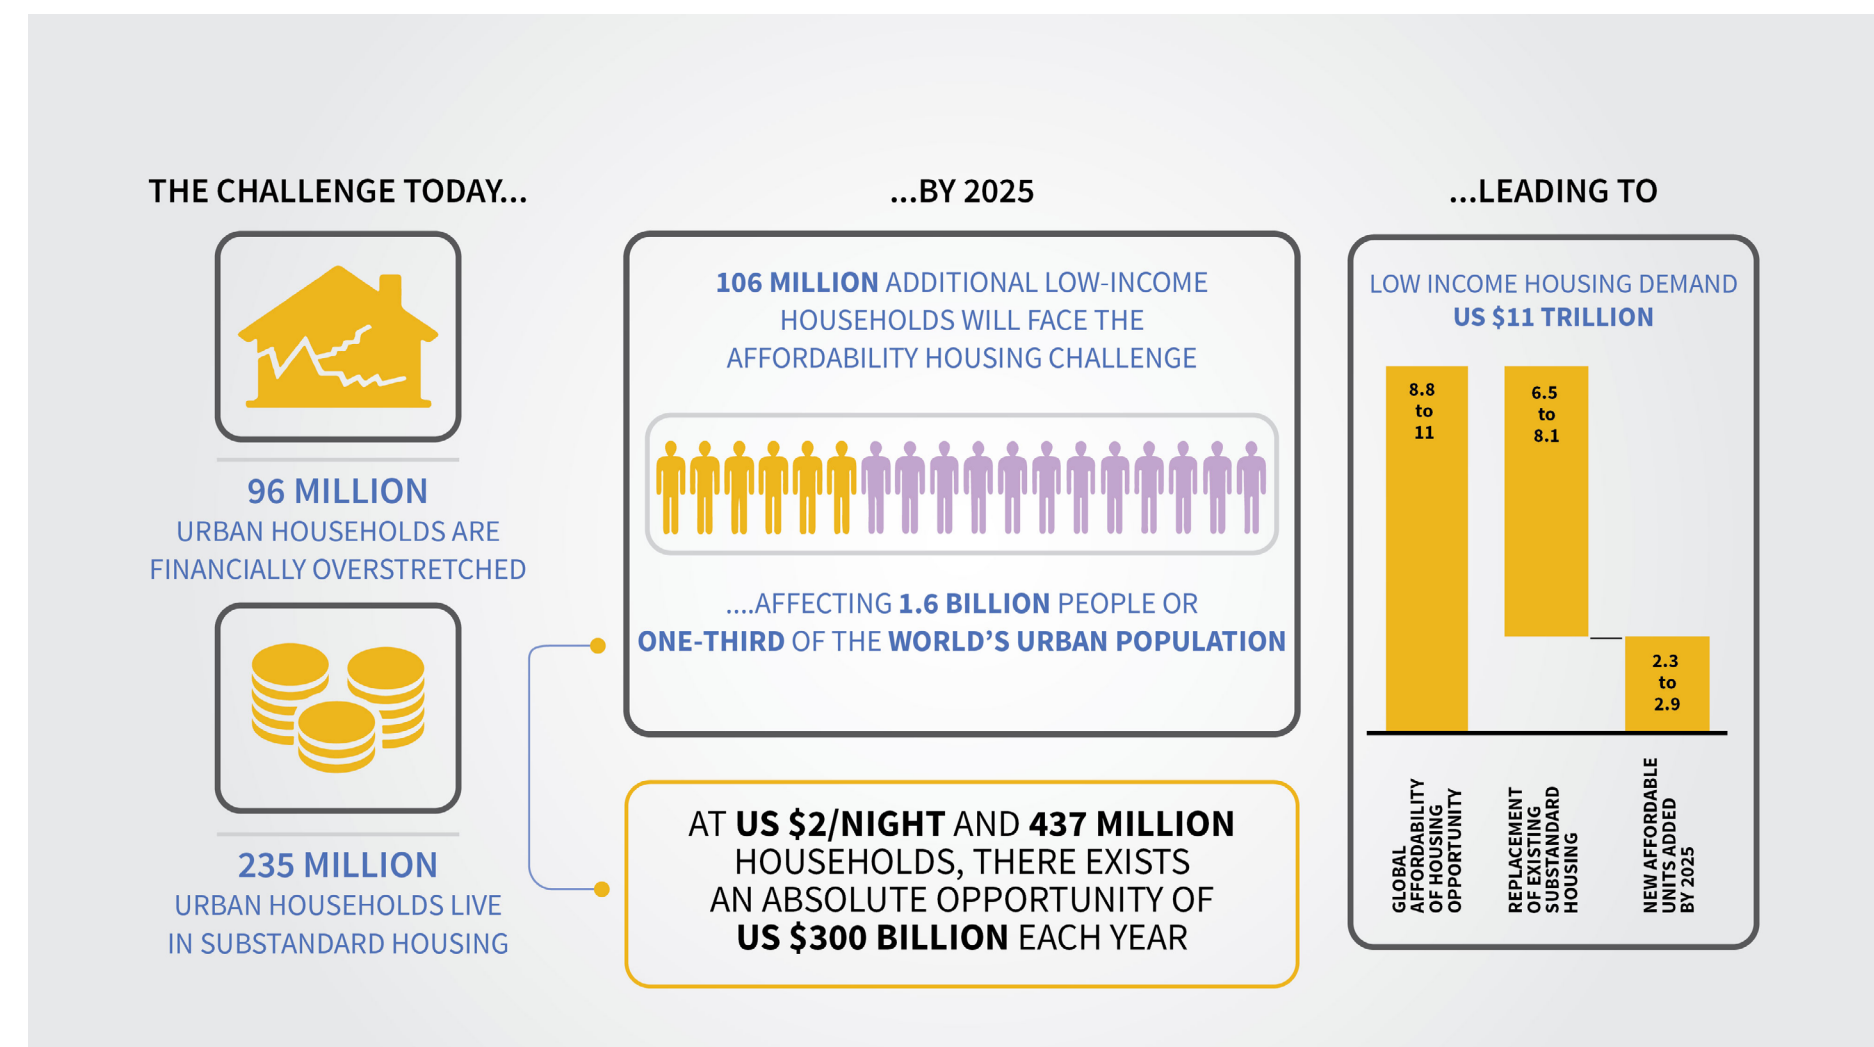 THE CHALLENGE TODAY...
96 MILLION
URBAN HOUSEHOLDS ARE
FINANCIALLY OVERSTRETCHED
235 MILLION
URBAN HOUSEHOLDS LIVE
IN SUBSTANDARD HOUSING
...BY 2025
106 MILLION ADDITIONAL LOW-INCOME
HOUSEHOLDS WILL FACE THE
AFFORDABILITY HOUSING CHALLENGE
....AFFECTING 1.6 BILLION PEOPLE OR
ONE-THIRD OF THE WORLD'S URBAN POPULATION
AT US $2/NIGHT AND 437 MILLION
HOUSEHOLDS, THERE EXISTS
AN ABSOLUTE OPPORTUNITY OF
US $300 BILLION EACH YEAR
...LEADING TO
LOW INCOME HOUSING DEMAND
US $11 TRILLION
8.8
to
11
6.5
to
8.1
2.3
to
2.9
GLOBAL
AFFORDABILITY
OF HOUSING
OPPORTUNITY
REPLACEMENT
OF EXISTING
SUBSTANDARD
HOUSING
NEW AFFORDABLE
UNITS ADDED
BY 2025